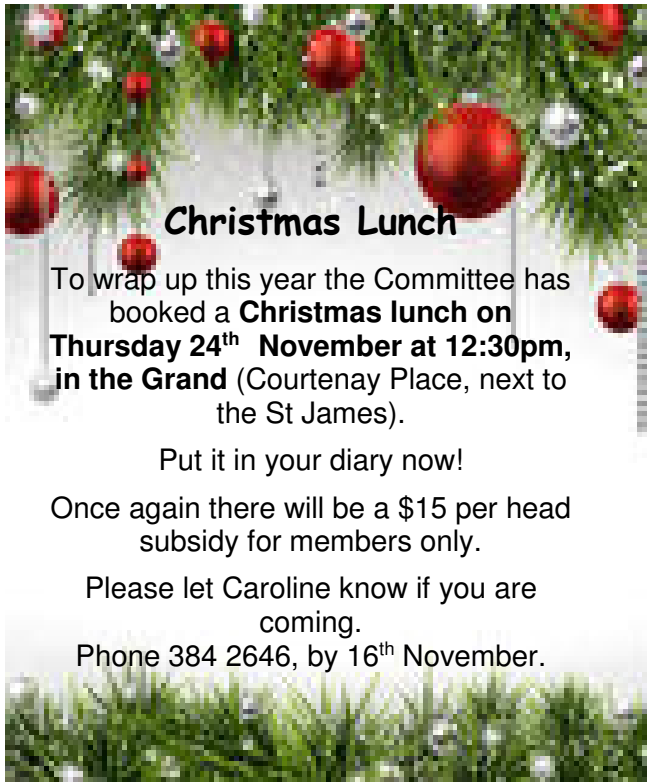 Christmas Lunch
To wrap up this year the Committee has
booked a Christmas lunch on
Thursday 24th November at 12:30pm,
in the Grand (Courtenay Place, next to
the St James).
Put it in your diary now!
Once again there will be a $15 per head
subsidy for members only.
Please let Caroline know if you are
coming.
Phone 384 2646, by 16th November.